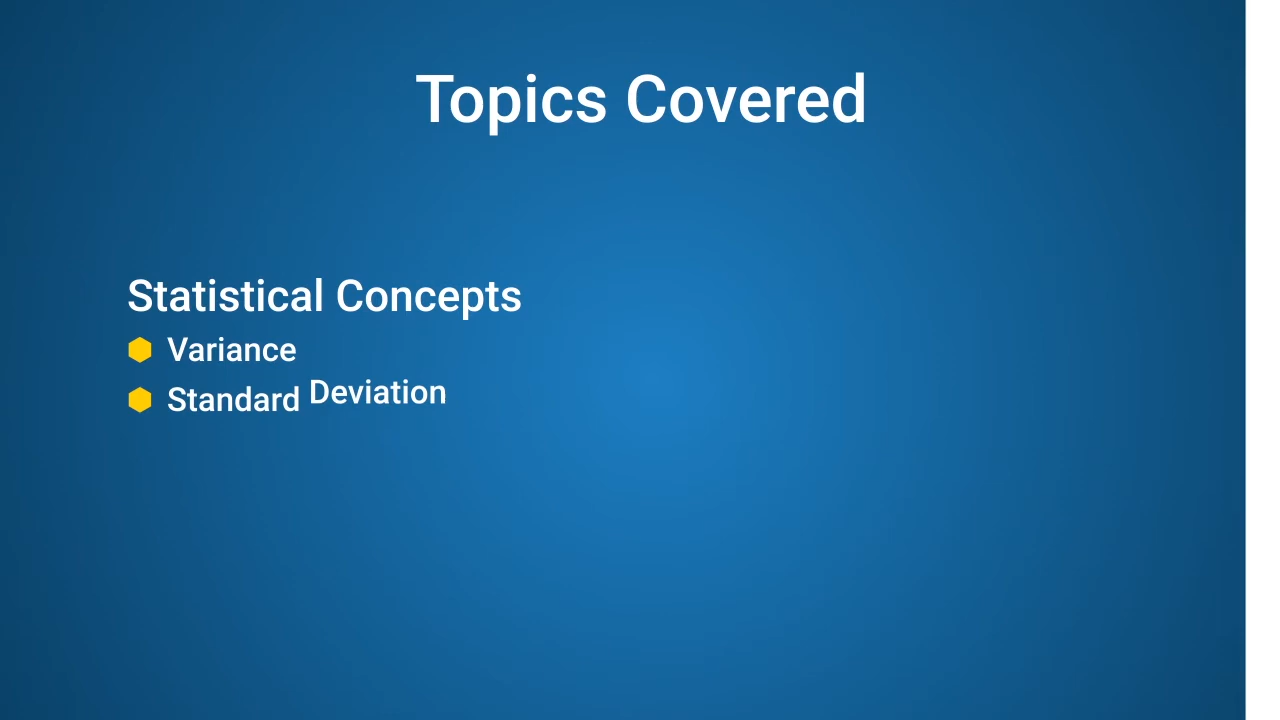 Topics Covered
Statistical Concepts
Variance
Standard Deviation